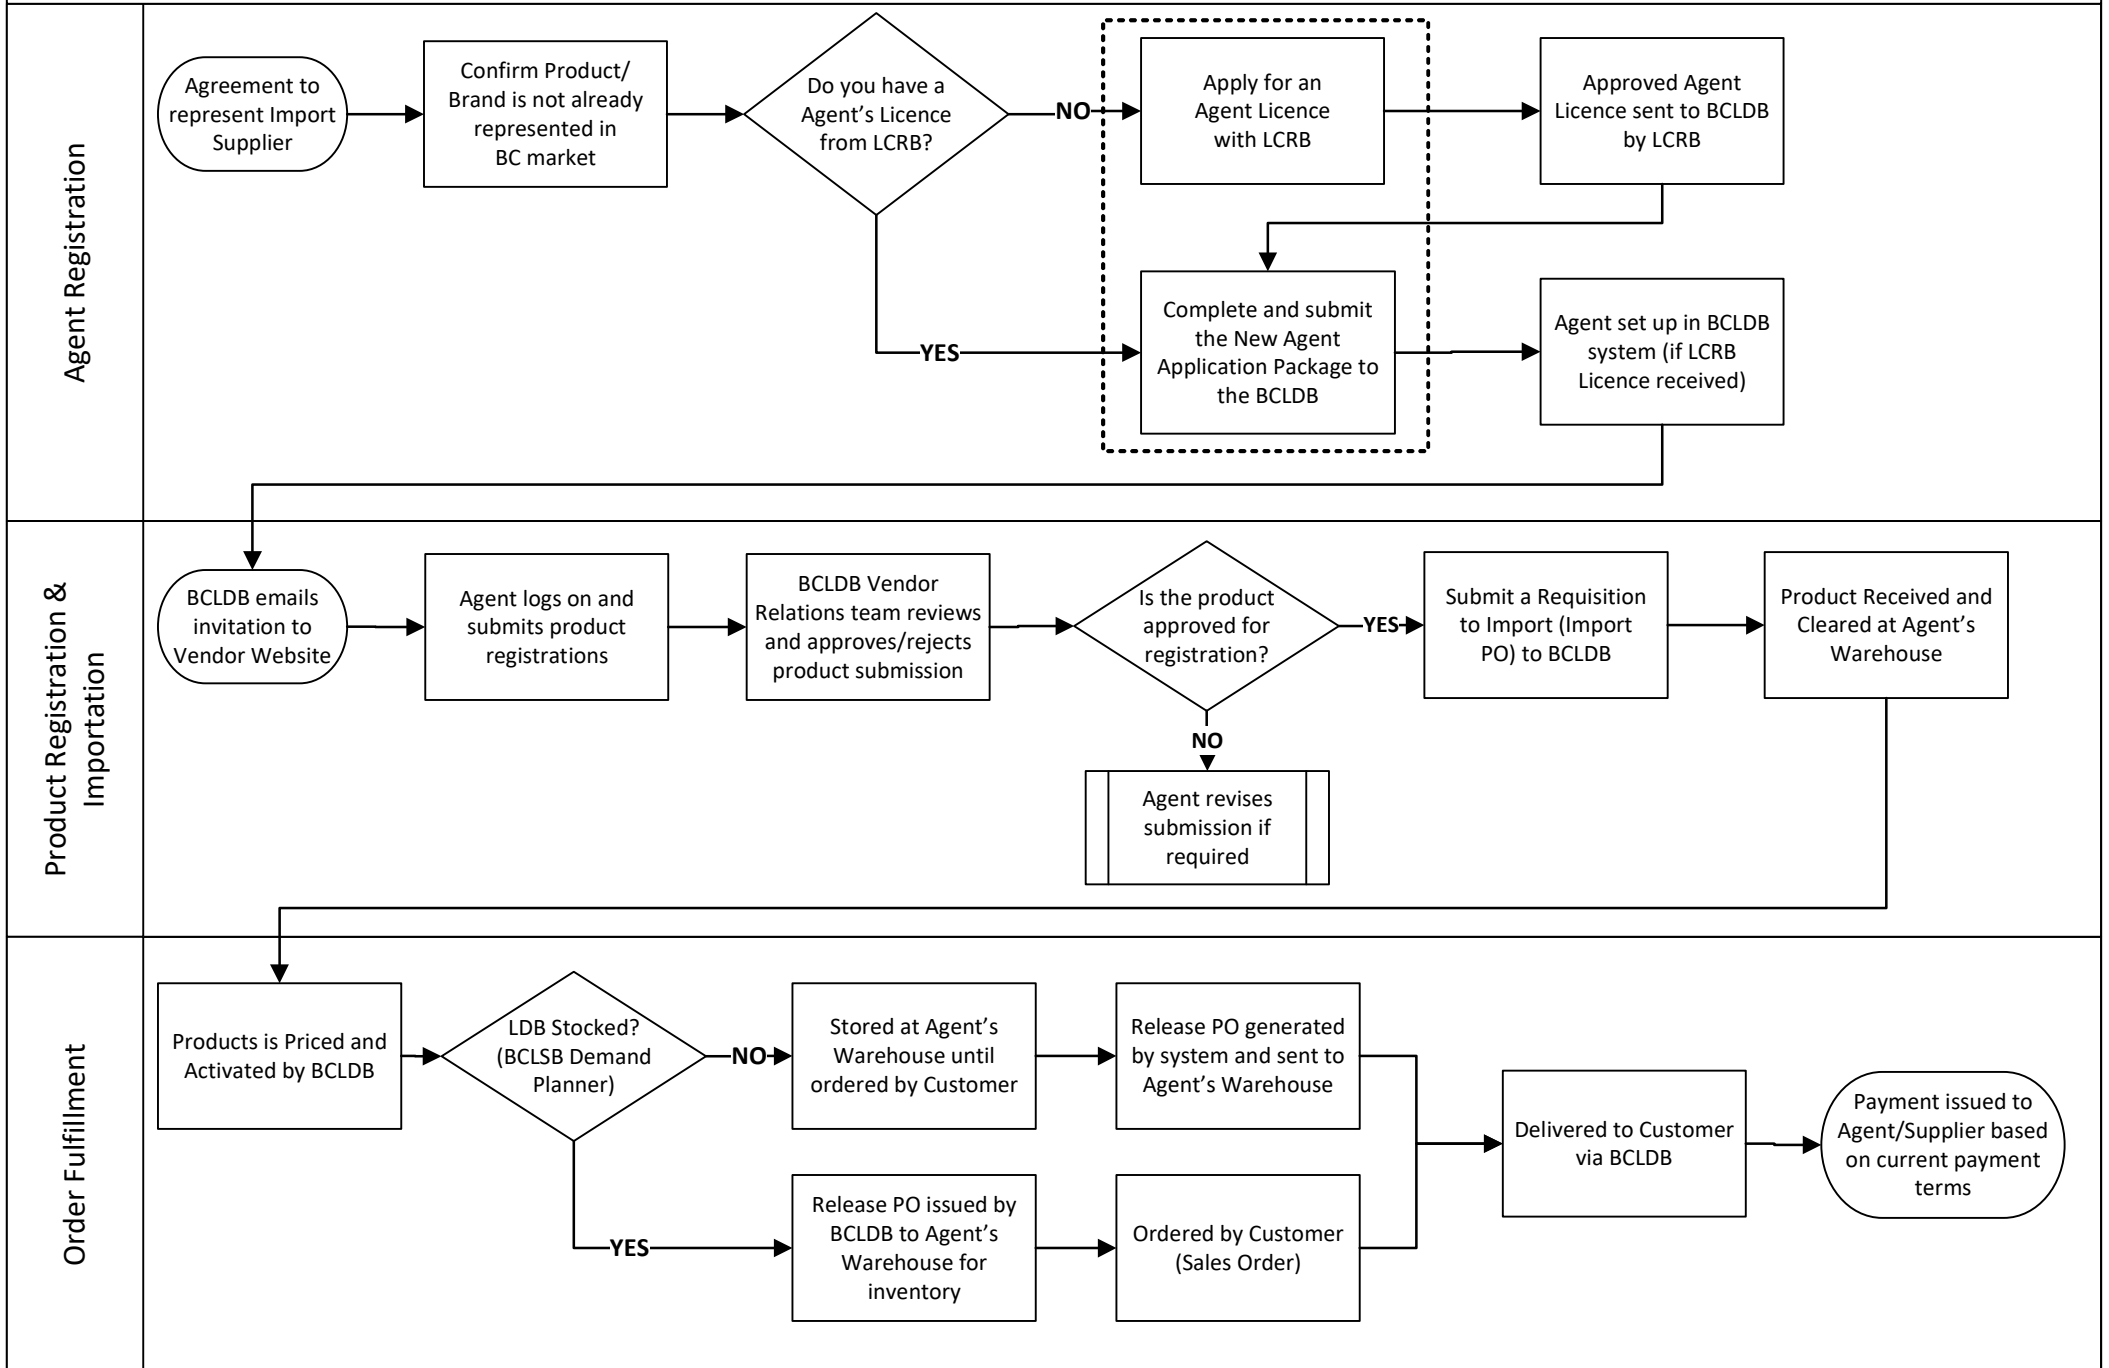 Agent Registration
Agreement to
represent Import
Supplier
Confirm Product/
Brand is not already
represented in
BC market
Do you have a
Agent’s Licence
from LCRB?
NO
Apply for an
Agent Licence
with LCRB
Approved Agent
Licence sent to BCLDB
by LCRB
YES
Complete and submit
the New Agent
Application Package to
the BCLDB
Agent set up in BCLDB
system (if LCRB
Licence received)
Product Registration &
Importation
BCLDB emails
invitation to
Vendor Website
Agent logs on and
submits product
registrations
BCLDB Vendor
Relations team reviews
and approves/rejects
product submission
Is the product
approved for
registration?
YES
Submit a Requisition
to Import (Import
PO) to BCLDB
Product Received and
Cleared at Agent’s
Warehouse
NO
Agent revises
submission if
required
Order Fulfillment
Products is Priced and
Activated by BCLDB
LDB Stocked?
(BCLSB Demand
Planner)
NO
Stored at Agent’s
Warehouse until
ordered by Customer
Release PO generated
by system and sent to
Agent’s Warehouse
YES
Release PO issued by
BCLDB to Agent’s
Warehouse for
inventory
Ordered by Customer
(Sales Order)
Delivered to Customer
via BCLDB
Payment issued to
Agent/Supplier based
on current payment
terms